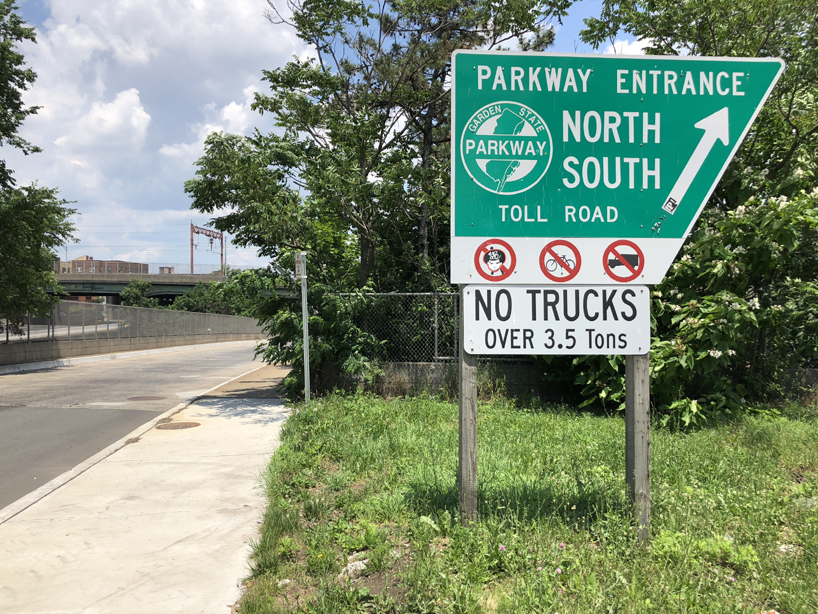 PARKWAY ENTRANCE
GARDEN STATE
PARKWAY
NORTH
SOUTH
TOLL ROAD
NO TRUCKS
OVER 3.5 Tons